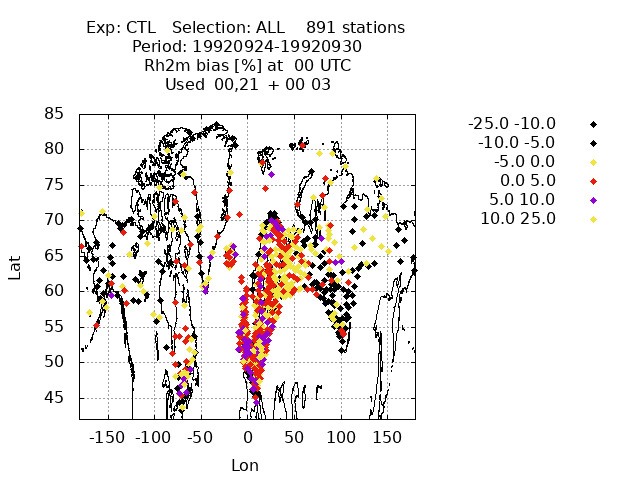 Exp: CTL   Selection: ALL    891 stations
Period: 19920924-19920930
Rh2m bias [%] at  00 UTC
Used  00,21  + 00 03
85
80
75
70
65
60
55
50
45
Lat
-150 -100 -50 0 50 100 150
Lon
-25.0 -10.0
-10.0 -5.0
-5.0 0.0
0.0 5.0
5.0 10.0
10.0 25.0